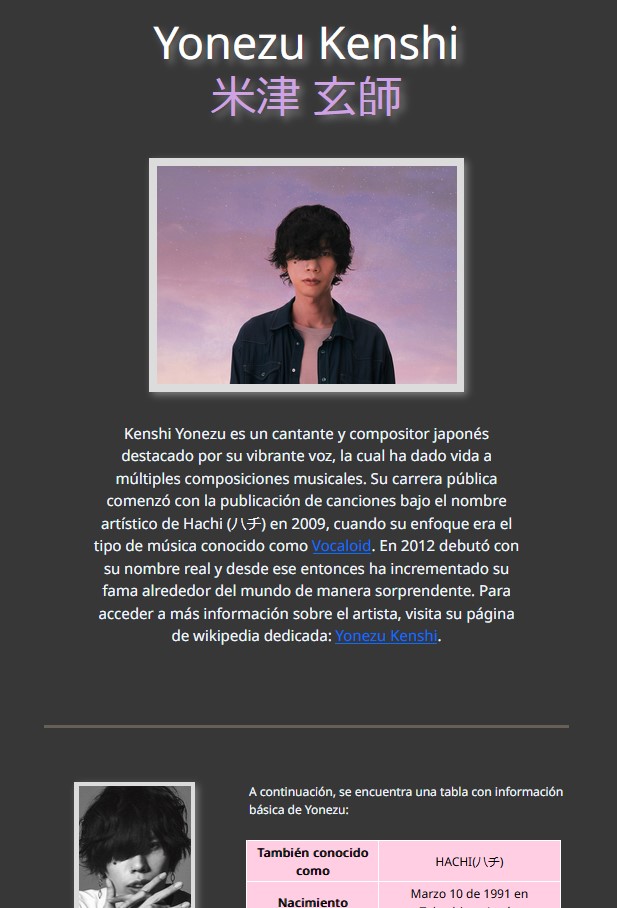 Yonezu Kenshi
米津 玄師
Kenshi Yonezu es un cantante y compositor japonés
destacado por su vibrante voz, la cual ha dado vida a
múltiples composiciones musicales. Su carrera pública
comenzó con la publicación de canciones bajo el nombre
artístico de Hachi (ハチ) en 2009, cuando su enfoque era el
tipo de música conocido como Vocaloid. En 2012 debutó con
su nombre real y desde ese entonces ha incrementado su
fama alrededor del mundo de manera sorprendente. Para
acceder a más información sobre el artista, visita su página
de wikipedia dedicada: Yonezu Kenshi.
A continuación, se encuentra una tabla con información
básica de Yonezu:
También conocido
como
HACHI(ハチ)
Nacimiento
Marzo 10 de 1991 en